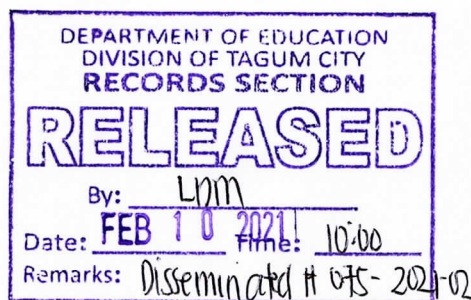 DEPARTMENT OF EDUCATION
DIVISION OF TAGUM CITY
RECORDS SECTION
RELEASED
By: LDM
Date: FEB 10 2021 Time: 10:00
Remarks: Disseminated # 075-2021-02